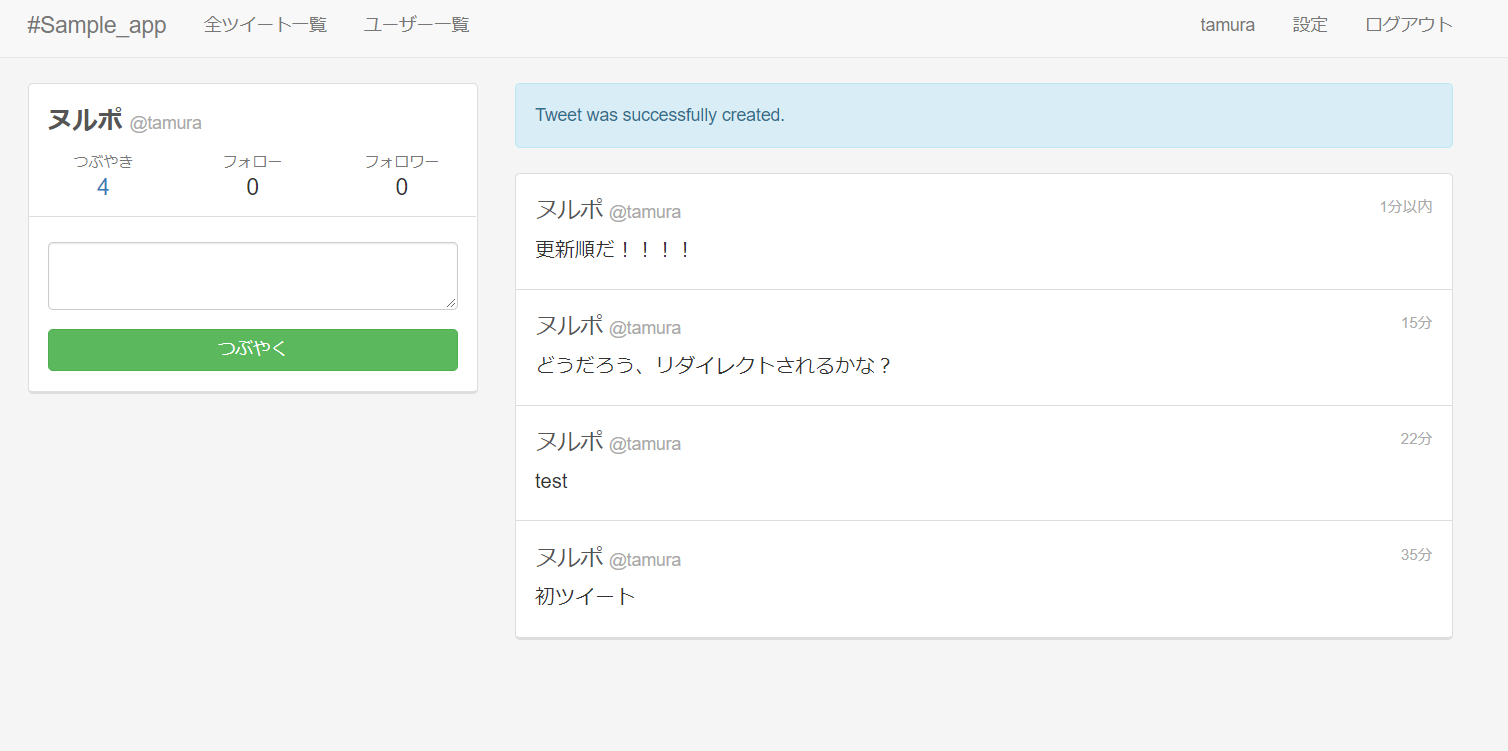 #Sample_app 全ツイート一覧 ユーザー一覧 tamura 設定 ログアウト
ヌルポ @tamura
つぶやき フォロー フォロワー
4 0 0
つぶやく
Tweet was successfully created.
ヌルポ @tamura 1分以内
更新順だ！！！！
ヌルポ @tamura 15分
どうだろう、リダイレクトされるかな？
ヌルポ @tamura 22分
test
ヌルポ @tamura 35分
初ツイート